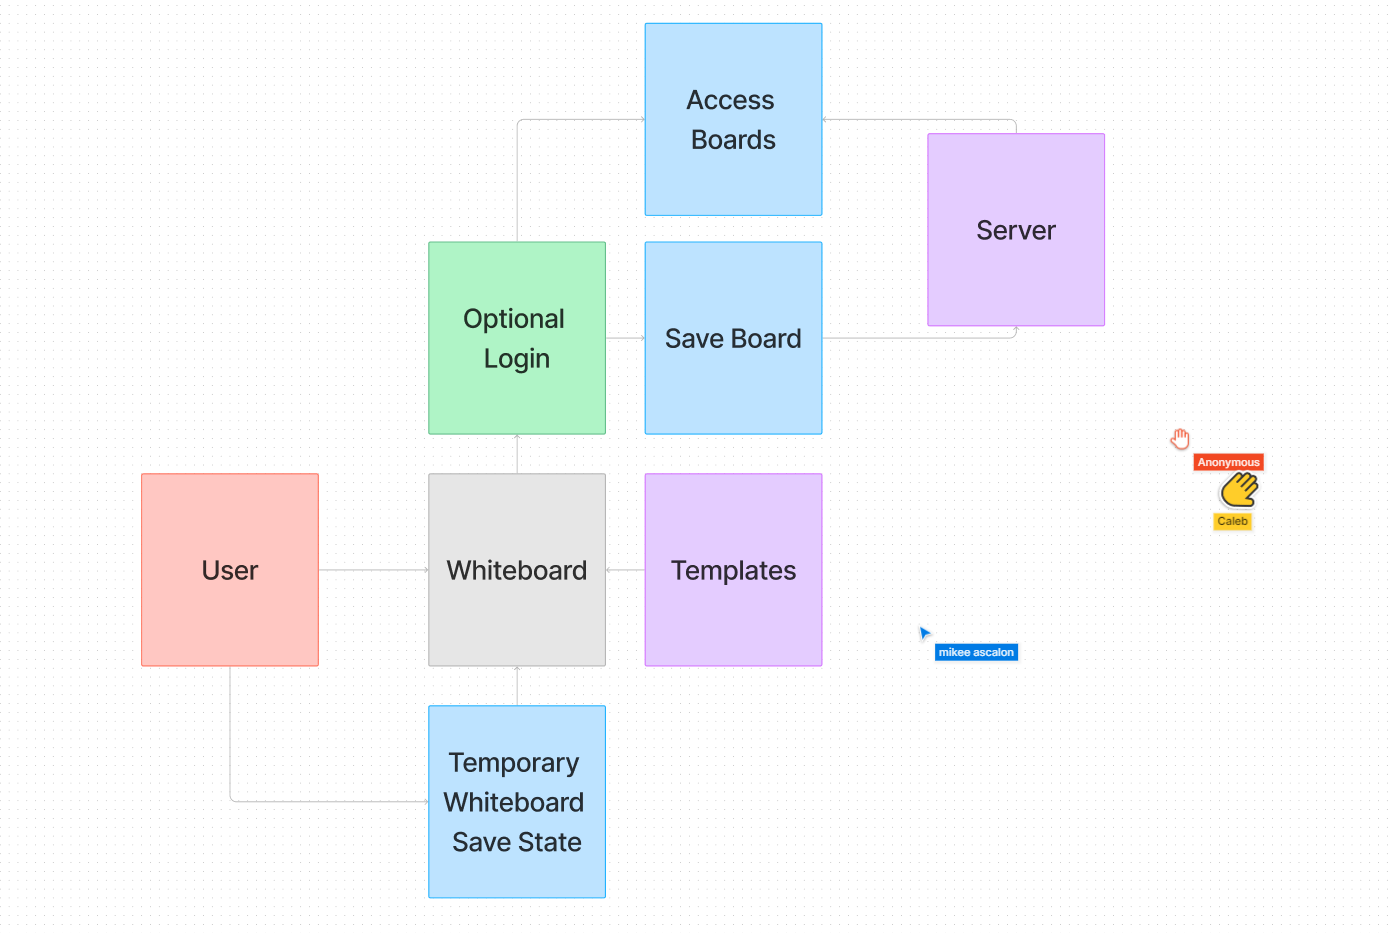 Access
Boards
Server
Optional
Login
Save Board
User
Whiteboard
Templates
Anonymous
Caleb
mikee ascalon
Temporary
Whiteboard
Save State